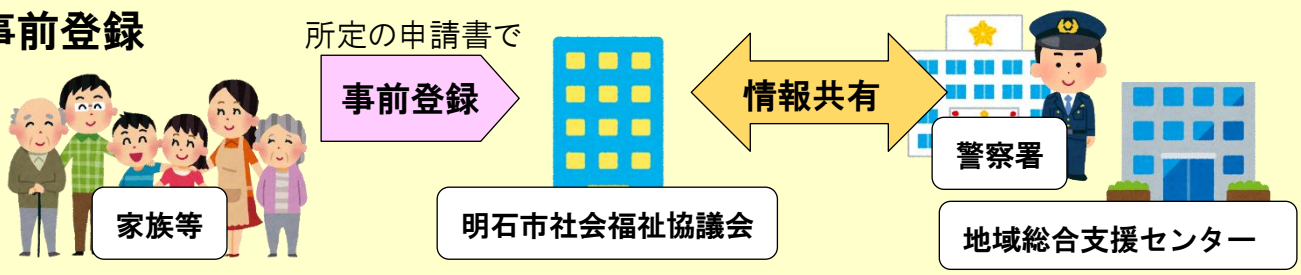 事前登録
所定の申請書で
事前登録
情報共有
警察署
家族等
明石市社会福祉協議会
地域総合支援センター